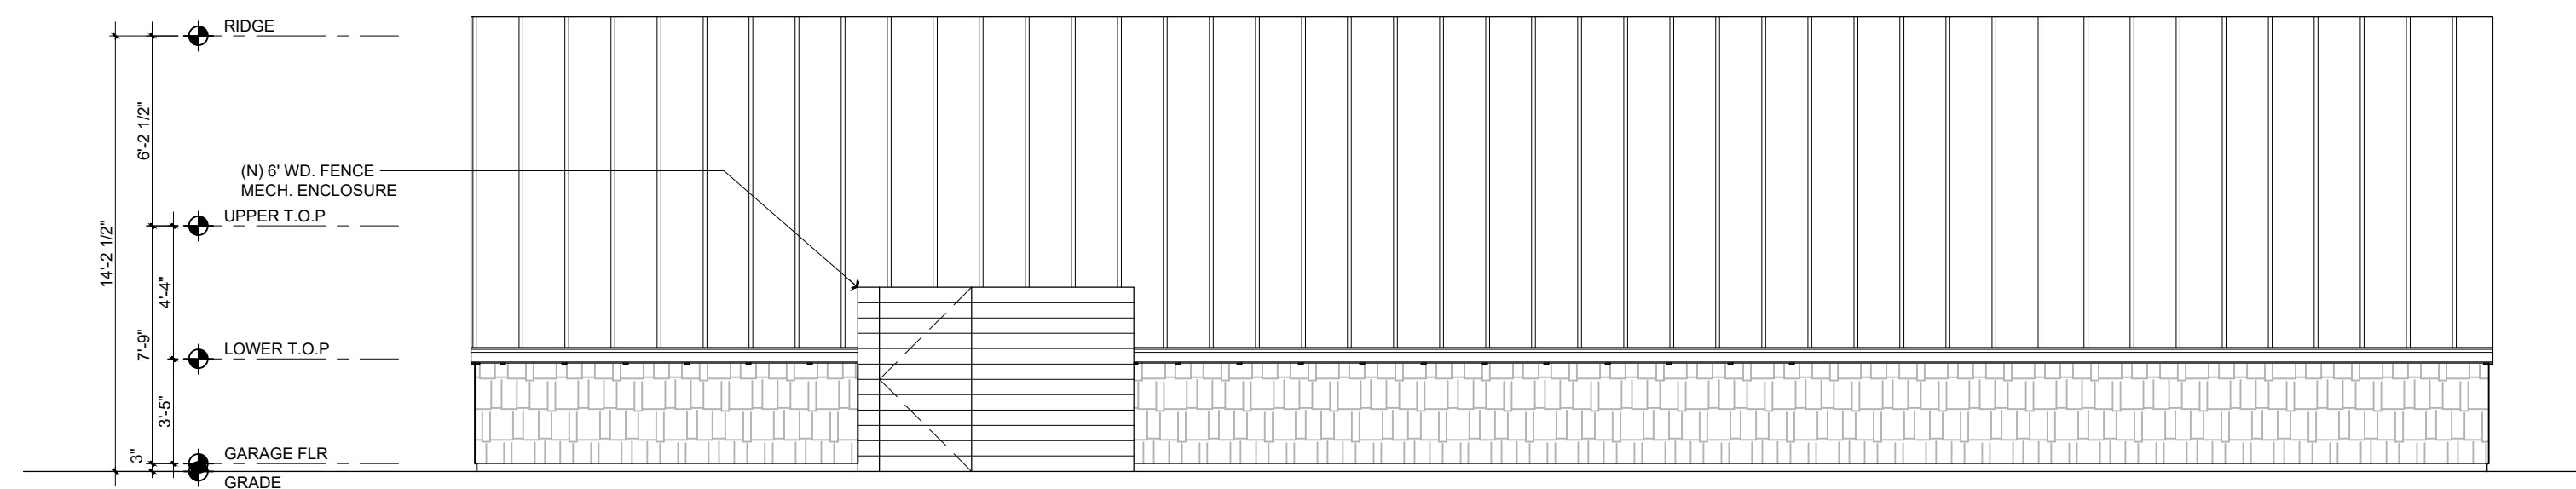 RIDGE
6'-2 1/2"
(N) 6' WD. FENCE
MECH. ENCLOSURE
UPPER T.O.P
14'-2 1/2"
4'-4"
7'-9"
LOWER T.O.P
3'-5"
3"
GARAGE FLR
GRADE